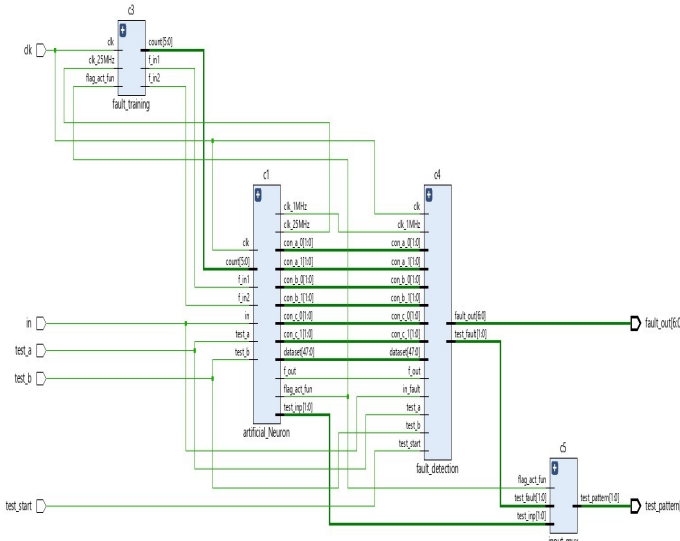 c3
clk
clk
clk_25MHz
flag_act_fun
count[5:0]
f_in1
f_in2
fault_training
c1
clk_1MHz
clk_25MHz
clk
con_a_0[1:0]
count[5:0]
con_a_1[1:0]
f_in1
con_b_0[1:0]
f_in2
con_b_1[1:0]
in
in
con_c_0[1:0]
test_a
test_a
con_c_1[1:0]
test_b
test_b
dataset[47:0]
f_out
flag_act_fun
test_inp[1:0]
artificial_Neuron
c4
clk
clk_1MHz
con_a_0[1:0]
con_a_1[1:0]
con_b_0[1:0]
con_b_1[1:0]
con_c_0[1:0]
con_c_1[1:0]
dataset[47:0]
f_out
in_fault
test_a
test_b
test_start
fault_out[6:0]
test_fault[1:0]
fault_detection
fault_out[6:0
test_start
c5
flag_act_fun
test_fault[1:0]
test_inp[1:0]
test_pattern[1:0]
test_pattern